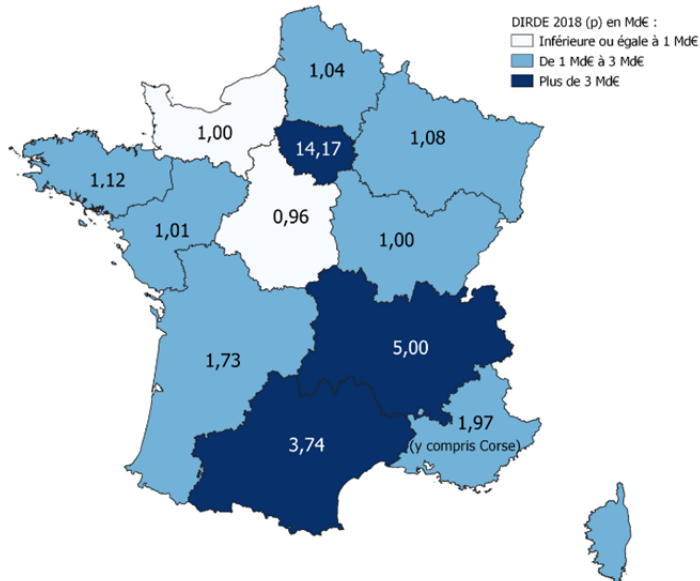 DIRDE 2018 (p) en Md€ :
Inférieure ou égale à 1 Md€
De 1 Md€ à 3 Md€
Plus de 3 Md€
1,04
1,00
14,17
1,08
1,12
1,01
0,96
1,00
5,00
1,73
3,74
1,97
(y compris Corse)